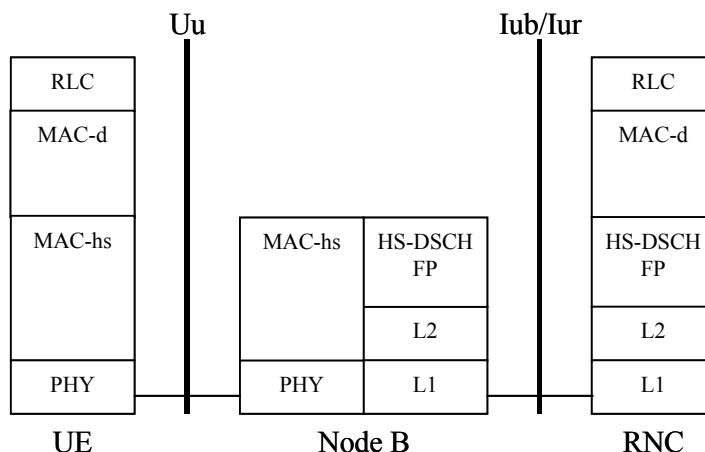 Uu
Iub/Iur
RLC
RLC
MAC-d
MAC-d
MAC-hs
MAC-hs
HS-DSCH
FP
HS-DSCH
FP
L2
L2
PHY
PHY
L1
L1
UE
Node B
RNC